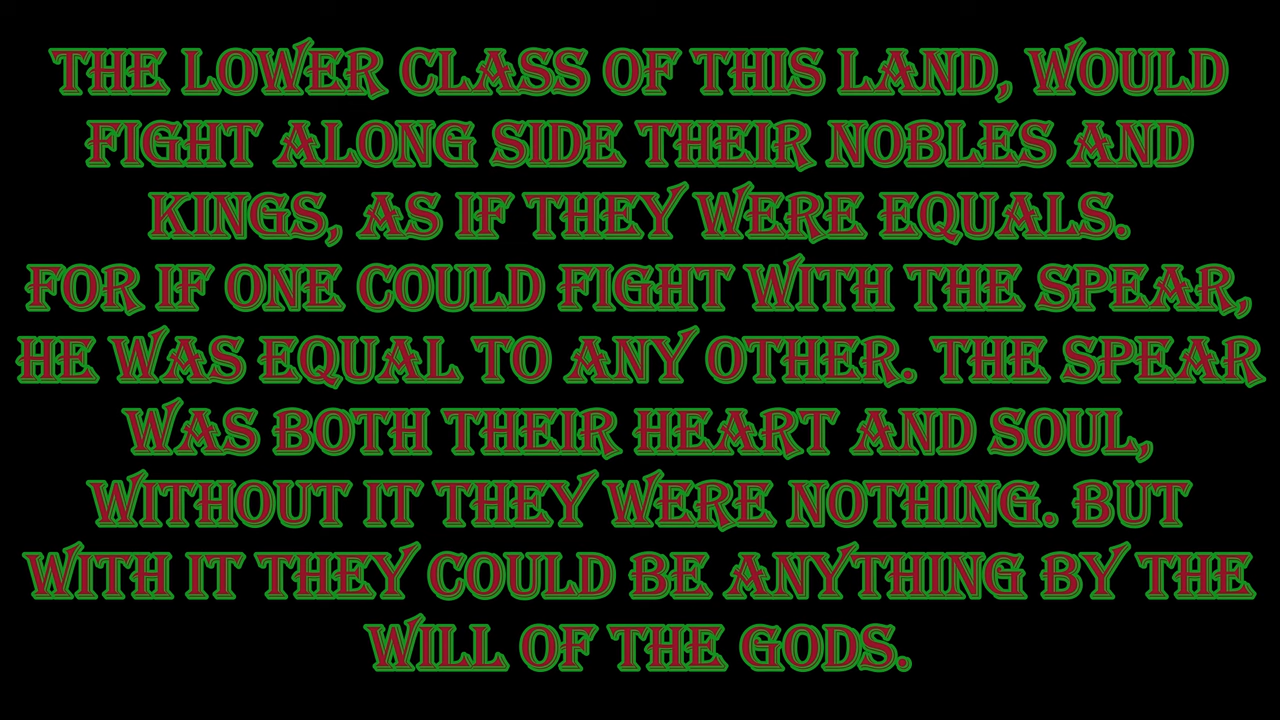 THE LOWER CLASS OF THIS LAND, WOULD
FIGHT ALONG SIDE THEIR NOBLES AND
KINGS, AS IF THEY WERE EQUALS.
FOR IF ONE COULD FIGHT WITH THE SPEAR,
HE WAS EQUAL TO ANY OTHER. THE SPEAR
WAS BOTH THEIR HEART AND SOUL,
WITHOUT IT THEY WERE NOTHING. BUT
WITH IT THEY COULD BE ANYTHING BY THE
WILL OF THE GODS.